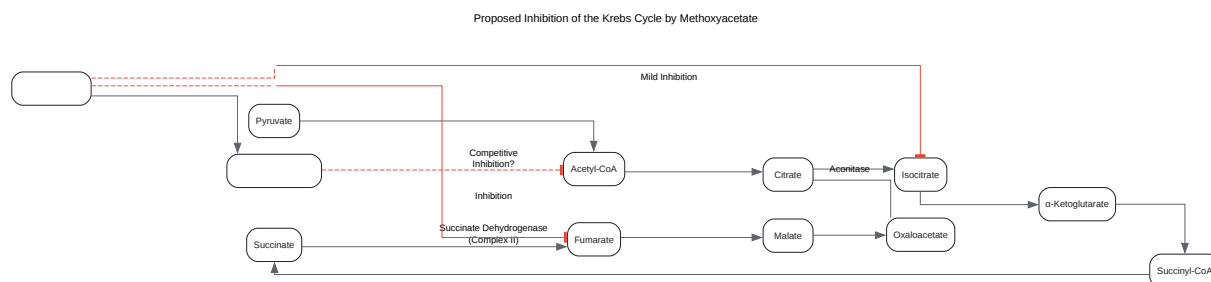 Proposed Inhibition of the Krebs Cycle by Methoxyacetate
Mild Inhibition
Pyruvate
Competitive
Inhibition?
Acetyl-CoA
Citrate
Aconitase
Isocitrate
Inhibition
α-Ketoglutarate
Succinate Dehydrogenase
(Complex II)
Succinate
Fumarate
Malate
Oxaloacetate
Succinyl-CoA